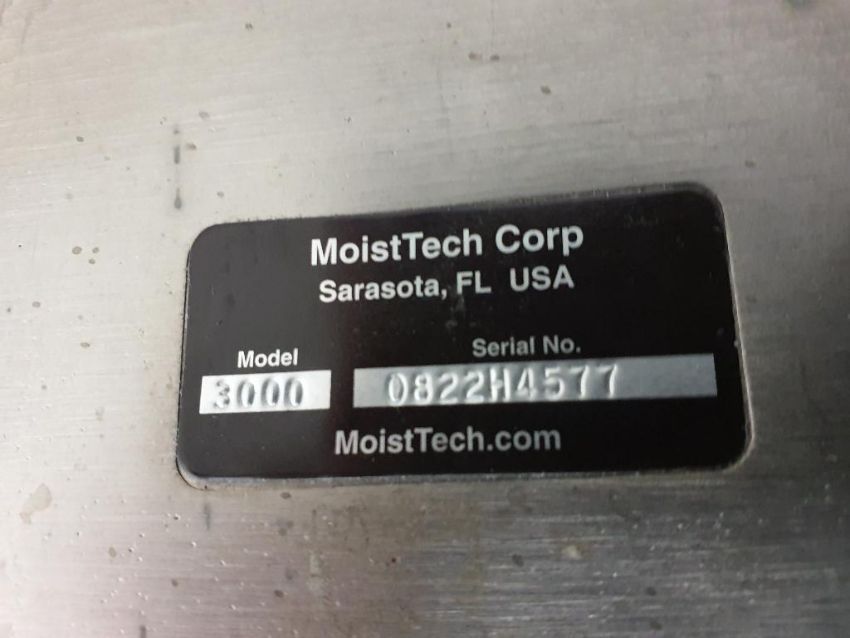 MoistTech Corp
Sarasota, FL USA
Model Serial No.
3000 0822H4577
MoistTech.com